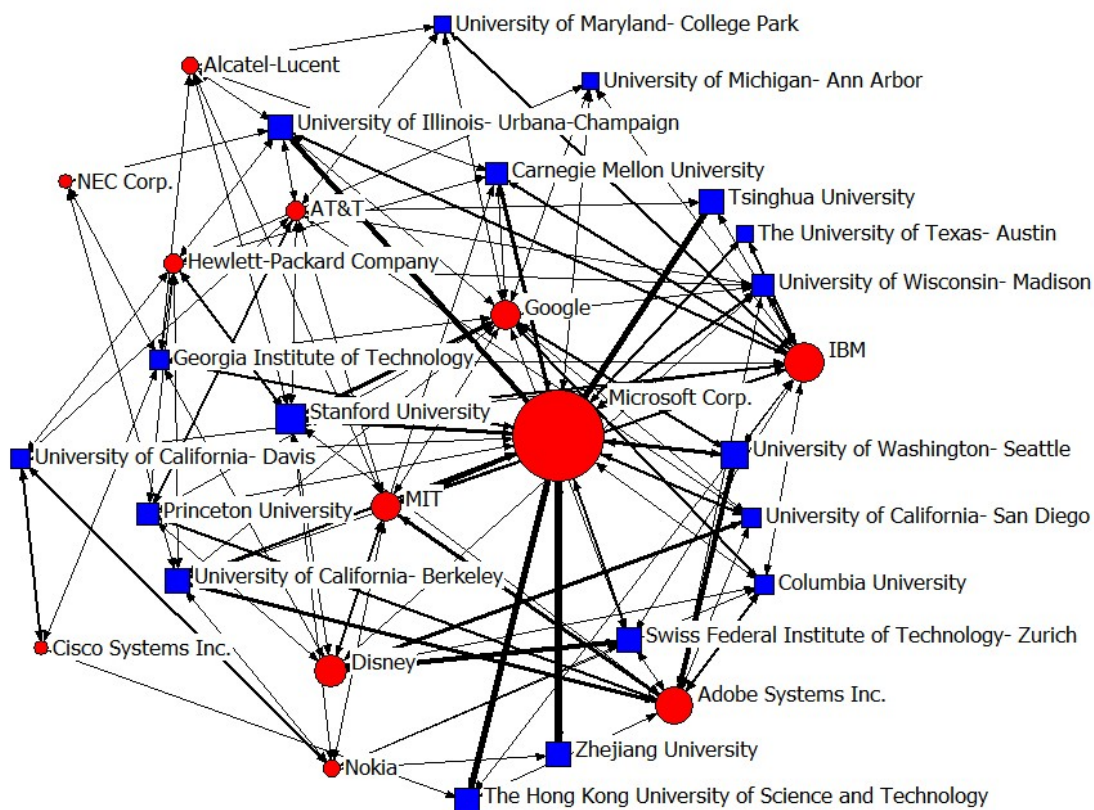 University of Maryland- College Park
Alcatel-Lucent
University of Michigan- Ann Arbor
University of Illinois- Urbana-Champaign
Carnegie Mellon University
NEC Corp.
Tsinghua University
AT&T
The University of Texas- Austin
Hewlett-Packard Company
University of Wisconsin- Madison
Google
IBM
Georgia Institute of Technology
Microsoft Corp.
Stanford University
University of Washington- Seattle
University of California- Davis
MIT
Princeton University
University of California- San Diego
University of California- Berkeley
Columbia University
Swiss Federal Institute of Technology- Zurich
Cisco Systems Inc.
Disney
Adobe Systems Inc.
Zhejiang University
Nokia
The Hong Kong University of Science and Technology